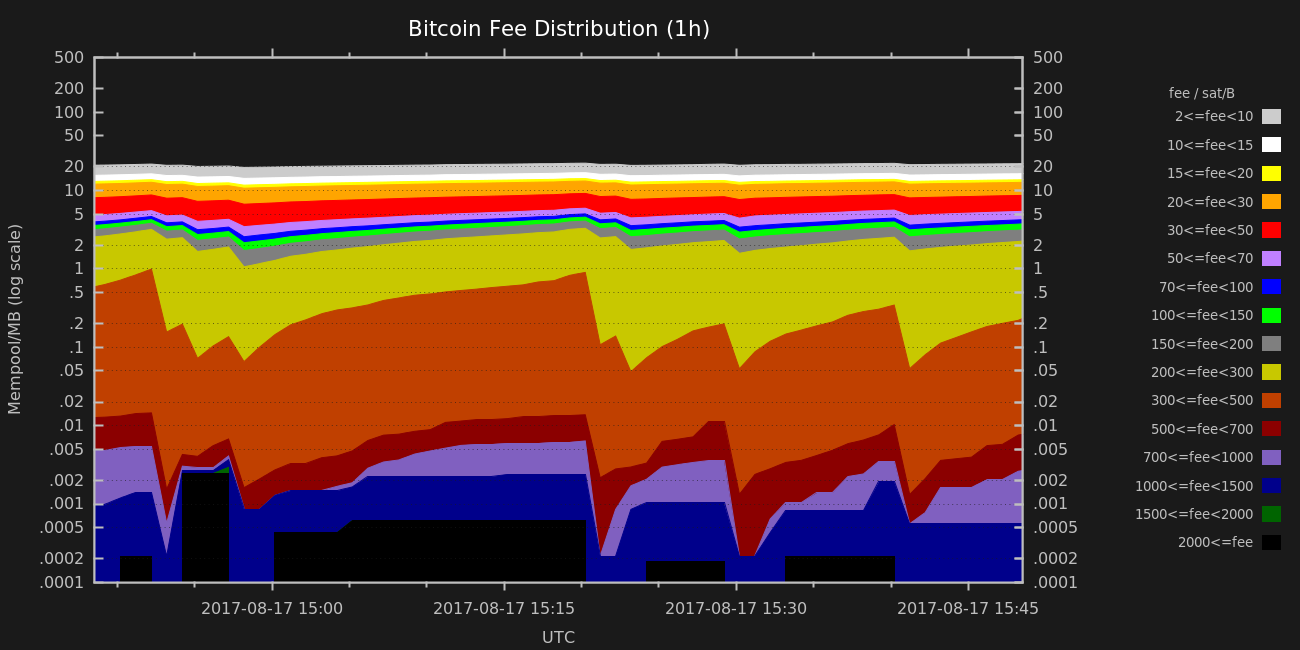 Bitcoin Fee Distribution (1h)
500
200
100
50
20
10
5
2
1
.5
.2
.1
.05
.02
.01
.005
.002
.001
.0005
.0002
.0001
Mempool/MB (log scale)
500
200
100
50
20
10
5
2
1
.5
.2
.1
.05
.02
.01
.005
.002
.001
.0005
.0002
.0001
fee / sat/B
2<=fee<10
10<=fee<15
15<=fee<20
20<=fee<30
30<=fee<50
50<=fee<70
70<=fee<100
100<=fee<150
150<=fee<200
200<=fee<300
300<=fee<500
500<=fee<700
700<=fee<1000
1000<=fee<1500
1500<=fee<2000
2000<=fee
2017-08-17 15:00
2017-08-17 15:15
2017-08-17 15:30
2017-08-17 15:45
UTC